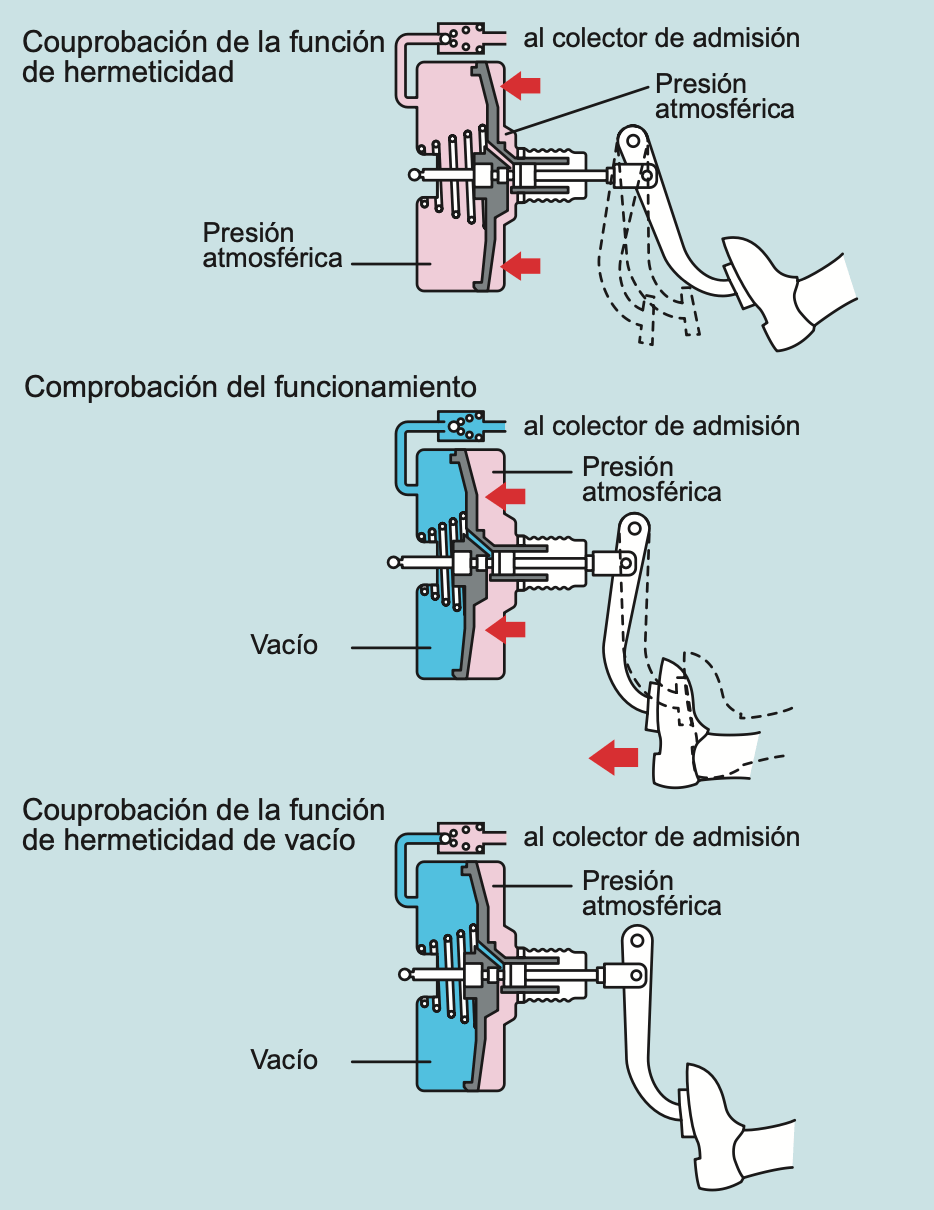 Couprobación de la función
de hermeticidad
al colector de admisión
Presión
atmosférica
Presión
atmosférica
Comprobación del funcionamiento
al colector de admisión
Presión
atmosférica
Vacío
Couprobación de la función
de hermeticidad de vacío
al colector de admisión
Presión
atmosférica
Vacío